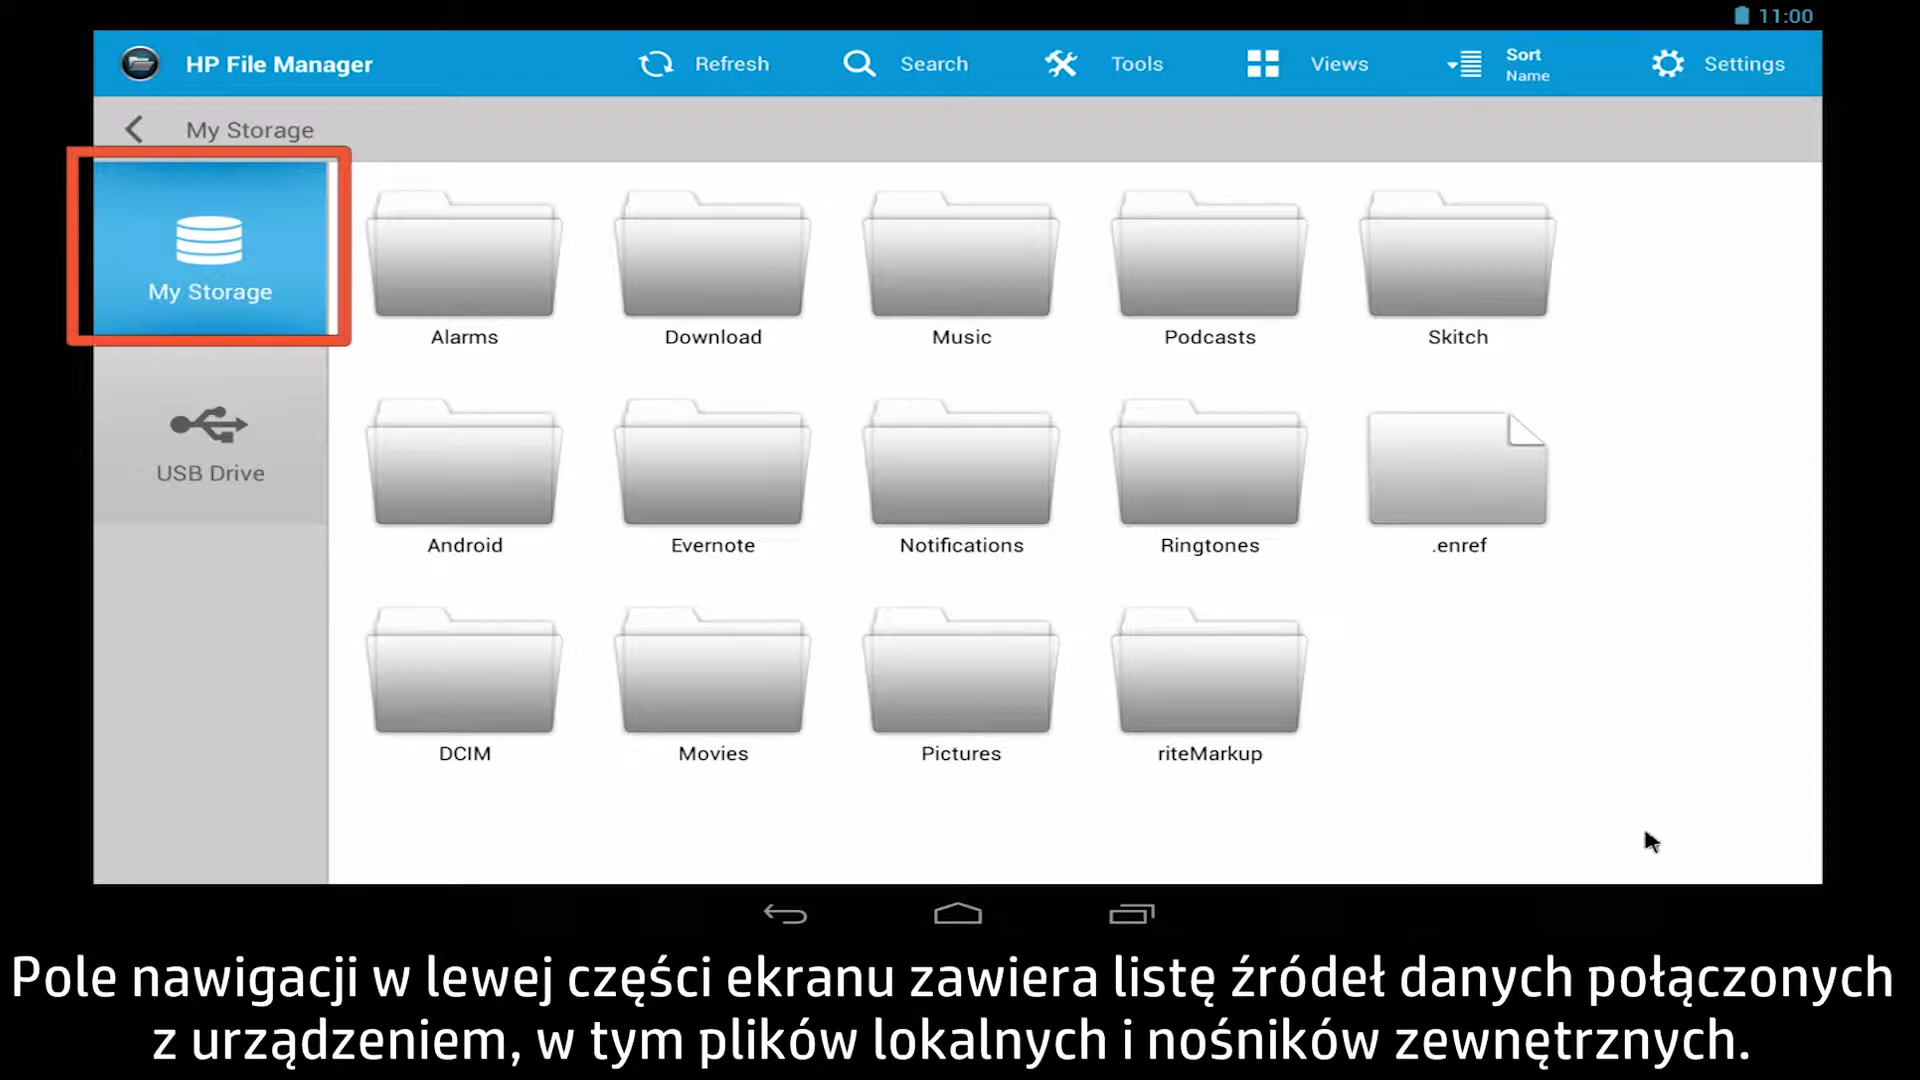 11:00
HP File Manager
Refresh
Search
Tools
Views
Sort
Name
Settings
My Storage
My Storage
USB Drive
Alarms
Download
Music
Podcasts
Skitch
Android
Evernote
Notifications
Ringtones
.enref
DCIM
Movies
Pictures
riteMarkup
Pole nawigacji w lewej części ekranu zawiera listę źródeł danych połączonych
z urządzeniem, w tym plików lokalnych i nośników zewnętrznych.